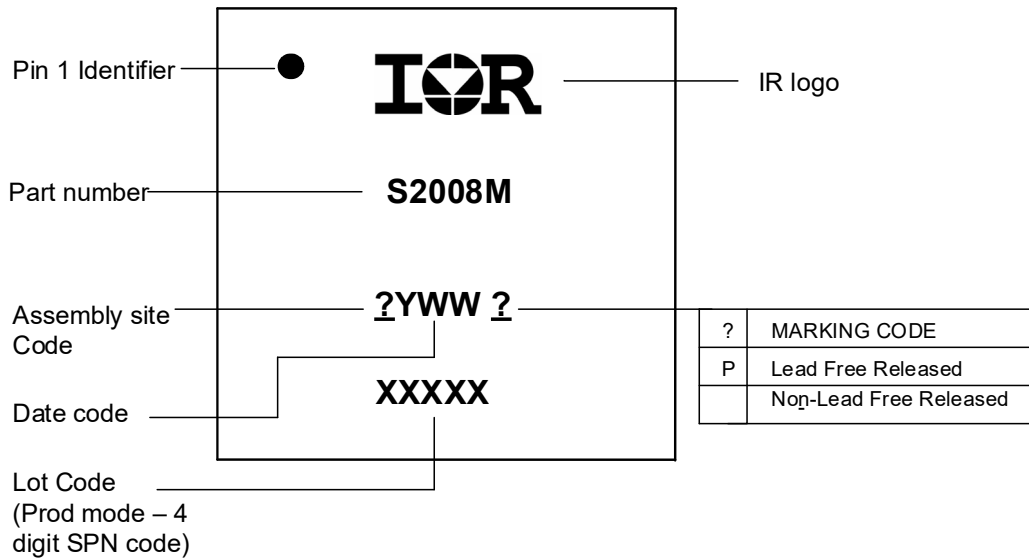 Pin 1 Identifier
IOR
IR logo
Part number
S2008M
Assembly site
Code
?YWW ?
? MARKING CODE
P Lead Free Released
Non-Lead Free Released
Date code
XXXXX
Lot Code
(Prod mode – 4
digit SPN code)